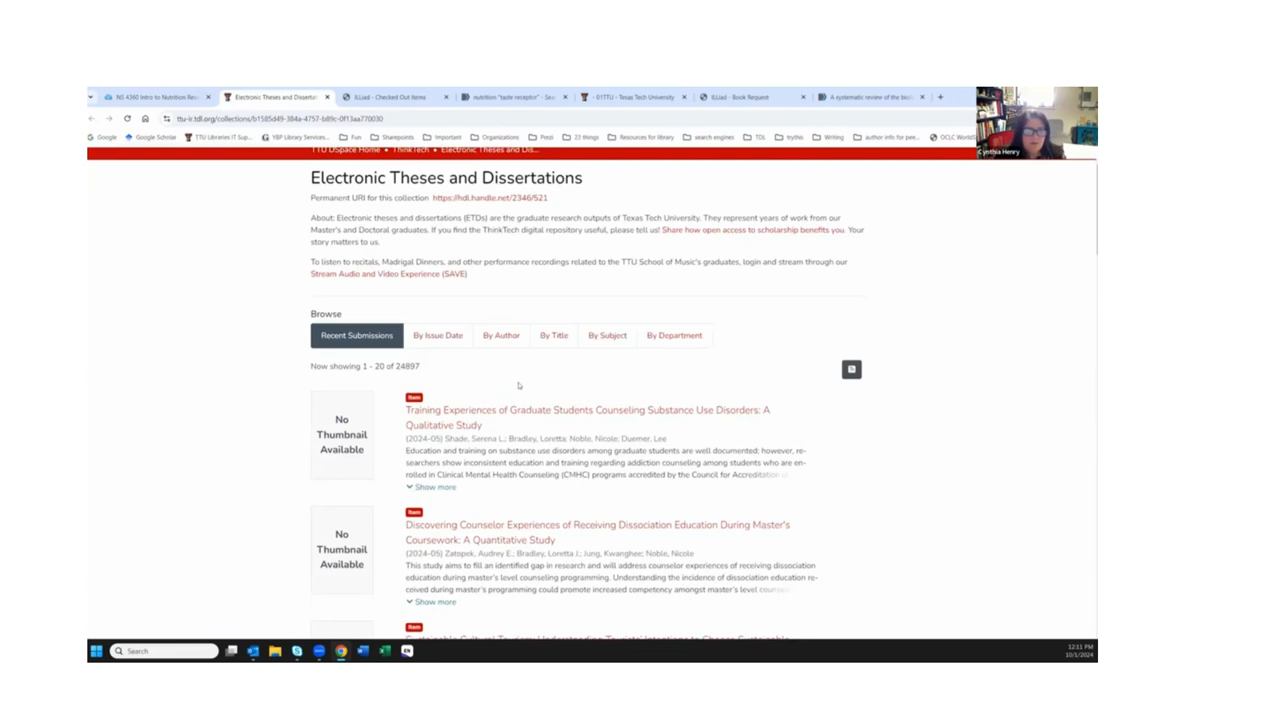 NS 4360 Intro to Nutrition Res
Electronic Theses and Dissertat
ILLiad - Checked Out Items
nutrition "taste receptor" - Sea
- 01TTU - Texas Tech University
ILLiad - Book Request
A systematic review of the biolo
ttu-ir.tdl.org/collections/b1585d49-384a-4757-b89c-0f13aa770030
Google
Google Scholar
TTU Libraries IT Sup...
YBP Library Services...
Fun
Sharepoints
Important
Organizations
Penzi
22 things
Resources for library
search engines
TDL
trythis
Writing
author info for pee...
OCLC WorldS
Cynthia Henry
TTU DSpace Home • ThinkTech • Electronic Theses and Dis...
Electronic Theses and Dissertations
Permanent URI for this collection https://hdl.handle.net/2346/521
About: Electronic theses and dissertations (ETDs) are the graduate research outputs of Texas Tech University. They represent years of work from our
Master's and Doctoral graduates. If you find the ThinkTech digital repository useful, please tell us! Share how open access to scholarship benefits you. Your
story matters to us.
To listen to recitals, Madrigal Dinners, and other performance recordings related to the TTU School of Music's graduates, login and stream through our
Stream Audio and Video Experience (SAVE)
Browse
Recent Submissions
By Issue Date
By Author
By Title
By Subject
By Department
Now showing 1 - 20 of 24897
No
Thumbnail
Available
Item
Training Experiences of Graduate Students Counseling Substance Use Disorders: A
Qualitative Study
(2024-05) Shade, Serena L.; Bradley, Loretta; Noble, Nicole; Duemer, Lee
Education and training on substance use disorders among graduate students are well documented; however, re-
searchers show inconsistent education and training regarding addiction counseling among students who are en-
rolled in Clinical Mental Health Counseling (CMHC) programs accredited by the Council for Accreditation of
Show more
No
Thumbnail
Available
Item
Discovering Counselor Experiences of Receiving Dissociation Education During Master's
Coursework: A Quantitative Study
(2024-05) Zatopek, Audrey E.; Bradley, Loretta J.; Jung, Kwanghee; Noble, Nicole
This study aims to fill an identified gap in research and will address counselor experiences of receiving dissociation
education during master's level counseling programming. Understanding the incidence of dissociation education re-
ceived during master's programming could promote increased competency amongst master's level counselors
Show more
Item
Sustainable Cultural Tourism: Understanding Tourists' Intentions to Choose Sustainable
Search
12:11 PM
10/1/2024